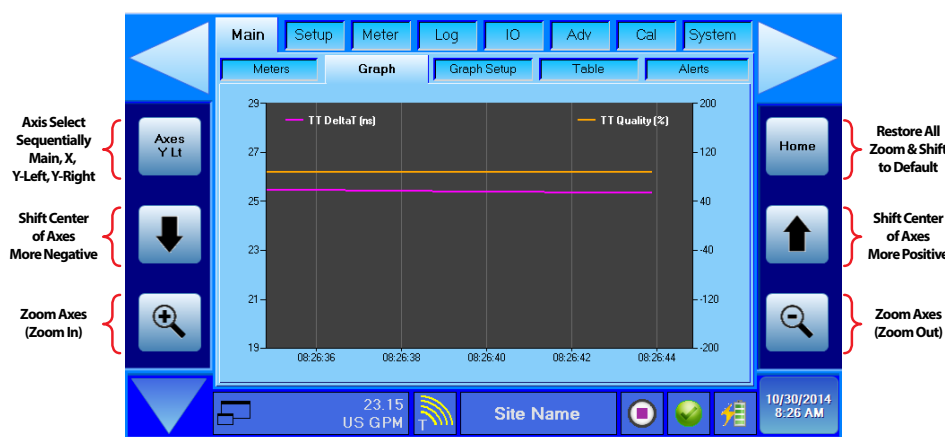 Main Setup Meter Log IO Adv Cal System
Meters Graph Graph Setup Table Alerts
Axis Select
Sequentially
Main, X,
Y-Left, Y-Right
Axes
Y Lt
Shift Center
of Axes
More Negative
Zoom Axes
(Zoom In)
TT DeltaT (ns) TT Quality (%)
29
27
25
23
21
19
200
120
40
-40
-120
-200
08:26:36 08:26:38 08:26:40 08:26:42 08:26:44
Home
Restore All
Zoom & Shift
to Default
Shift Center
of Axes
More Positive
Zoom Axes
(Zoom Out)
23.15
US GPM
T
Site Name
10/30/2014
8:26 AM